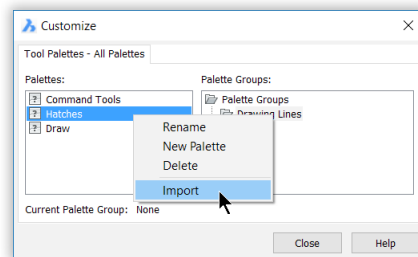 Customize
Tool Palettes - All Palettes
Palettes:
Palette Groups:
Command Tools
Hatches
Draw
Palette Groups
Drawing Lines
Rename
New Palette
Delete
Import
Current Palette Group: None
Close
Help